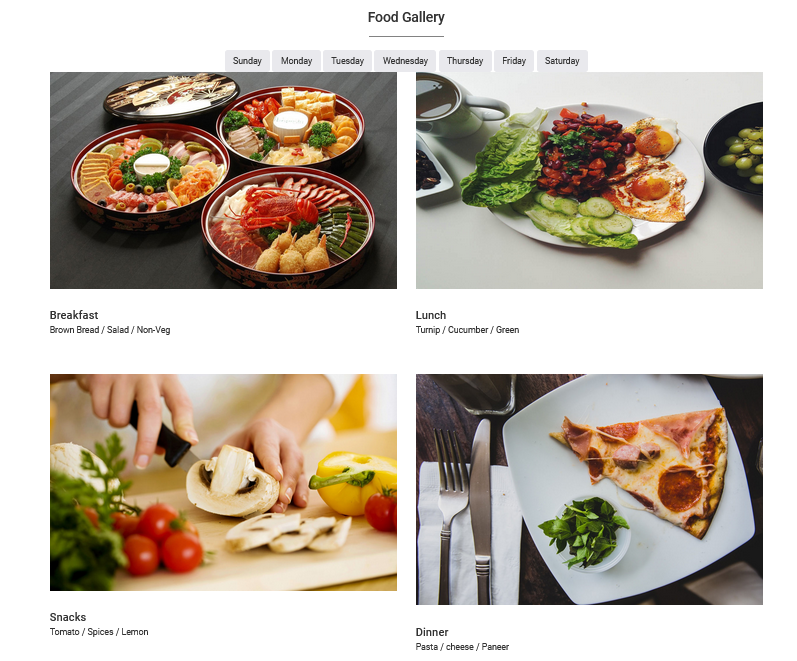 Food Gallery
Sunday Monday Tuesday Wednesday Thursday Friday Saturday
Breakfast
Brown Bread / Salad / Non-Veg
Lunch
Turnip / Cucumber / Green
Snacks
Tomato / Spices / Lemon
Dinner
Pasta / cheese / Paneer